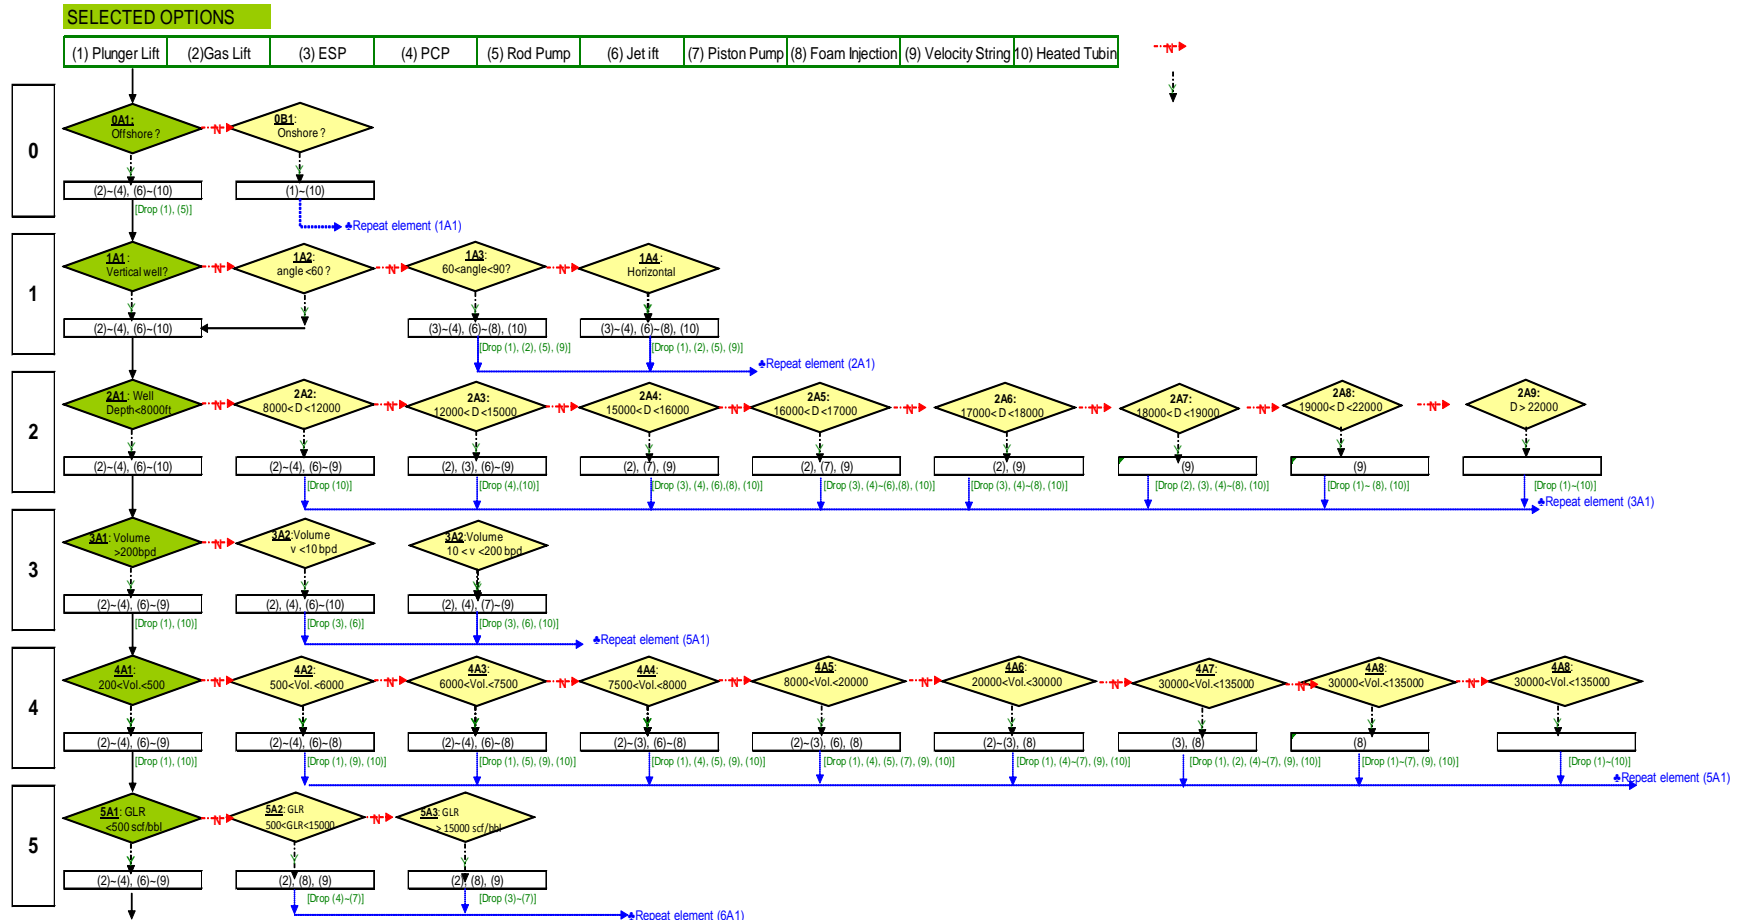 SELECTED OPTIONS
(1) Plunger Lift (2)Gas Lift (3) ESP (4) PCP (5) Rod Pump (6) Jet lft (7) Piston Pump (8) Foam Injection (9) Velocity String 10) Heated Tubin
N
Y
0
0A1:
Offshore ?
N
0B1:
Onshore ?
Y
Y
(2)~(4), (6)~(10)
(1)~(10)
[Drop (1), (5)]
♣Repeat element (1A1)
1
1A1:
Vertical well?
N
1A2:
angle <60 ?
N
1A3:
60<angle<90?
N
1A4:
Horizontal
Y
Y
Y
Y
(2)~(4), (6)~(10)
(3)~(4), (6)~(8), (10)
(3)~(4), (6)~(8), (10)
[Drop (1), (2), (5), (9)]
[Drop (1), (2), (5), (9)]
♣Repeat element (2A1)
2
2A1: Well
Depth<8000ft
N
2A2:
8000< D <12000
N
2A3:
12000< D <15000
N
2A4:
15000< D <16000
N
2A5:
16000< D <17000
N
2A6:
17000< D <18000
N
2A7:
18000< D <19000
N
2A8:
19000< D <22000
N
2A9:
D > 22000
Y
Y
Y
Y
Y
Y
Y
Y
Y
(2)~(4), (6)~(10)
(2)~(4), (6)~(9)
(2), (3), (6)~(9)
(2), (7), (9)
(2), (7), (9)
(2), (9)
(9)
(9)
[Drop (10)]
[Drop (4),(10)]
[Drop (3), (4),(6),(8), (10)]
[Drop (3), (4)~(6),(8), (10)]
[Drop (3), (4)~(8), (10)]
[Drop (2), (3), (4)~(8), (10)]
[Drop (1)~ (8), (10)]
[Drop (1)~(10)]
♣Repeat element (3A1)
3
3A1: Volume
>200bpd
N
3A2:Volume
v <10 bpd
3A2:Volume
10 < v <200 bpd
Y
Y
Y
(2)~(4), (6)~(9)
(2), (4), (6)~(10)
(2), (4), (7)~(9)
[Drop (1), (10)]
[Drop (3), (6)]
[Drop (3), (6), (10)]
♣Repeat element (5A1)
4
4A1:
200<Vol.<500
N
4A2:
500<Vol.<6000
N
4A3:
6000<Vol.<7500
N
4A4:
7500<Vol.<8000
N
4A5:
8000<Vol.<20000
N
4A6:
20000<Vol.<30000
N
4A7:
30000<Vol.<135000
N
4A8:
30000<Vol.<135000
N
4A8:
30000<Vol.<135000
Y
Y
Y
Y
Y
Y
Y
Y
Y
(2)~(4), (6)~(9)
(2)~(4), (6)~(8)
(2)~(4), (6)~(8)
(2)~(3), (6)~(8)
(2)~(3), (6), (8)
(2)~(3), (8)
(3), (8)
(8)
[Drop (1), (10)]
[Drop (1), (9), (10)]
[Drop (1), (5), (9), (10)]
[Drop (1), (4), (5), (9), (10)]
[Drop (1), (4), (5), (7), (9), (10)]
[Drop (1), (4)~(7), (9), (10)]
[Drop (1), (2), (4)~(7), (9), (10)]
[Drop (1)~(7), (9), (10)]
[Drop (1)~(10)]
♣Repeat element (5A1)
5
5A1: GLR
<500 scf/bbl
N
5A2: GLR
500<GLR<15000
N
5A3: GLR
> 15000 scf/bbl
Y
Y
Y
(2)~(4), (6)~(9)
(2), (8), (9)
(2), (8), (9)
[Drop (4)~(7)]
[Drop (3)~(7)]
♣Repeat element (6A1)